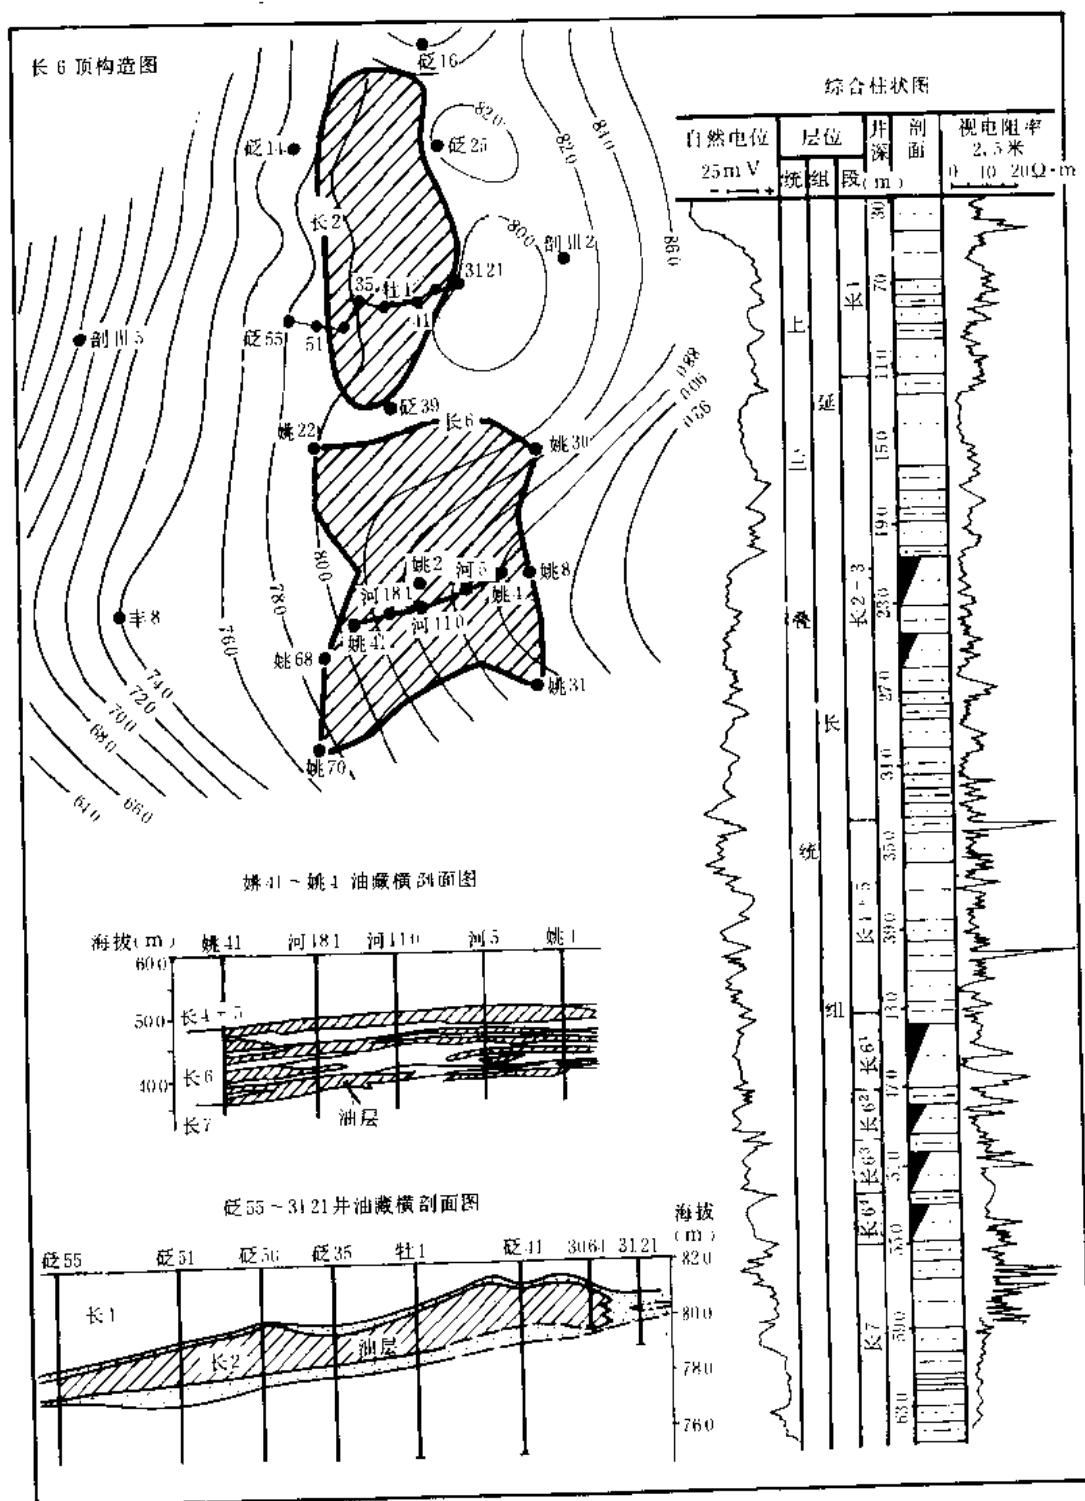 长6顶构造图
砭16
820
砭25
820
840
860
砭14
长2
800
剖Ⅲ2
3121
35
牡1
41
砭55
51
剖Ⅲ5
砭39
880
900
920
姚22
长6
姚30
800
780
760
姚2
河5
姚8
河181
姚4
河110
姚41
丰8
姚68
姚31
姚70
740
720
700
680
660
640
综合柱状图
自然电位
25mV
- +
层位
统 组 段
井深
(m)
剖面
视电阻率
2.5米
0 10 20Ω·m
上三叠统
延长组
长1
长2-3
长4+5
长6¹
长6²
长6³
长6⁴
长7
30
70
110
150
190
230
270
310
350
390
430
470
510
550
590
630
姚41~姚4 油藏横剖面图
海拔(m)
姚41 河181 河110 河5 姚4
600
500
400
长4+5
长6
长7
油层
砭55~3121井油藏横剖面图
海拔
(m)
砭55 砭51 砭56 砭35 牡1 砭41 3064 3121
820
800
780
760
长1
长2
油层